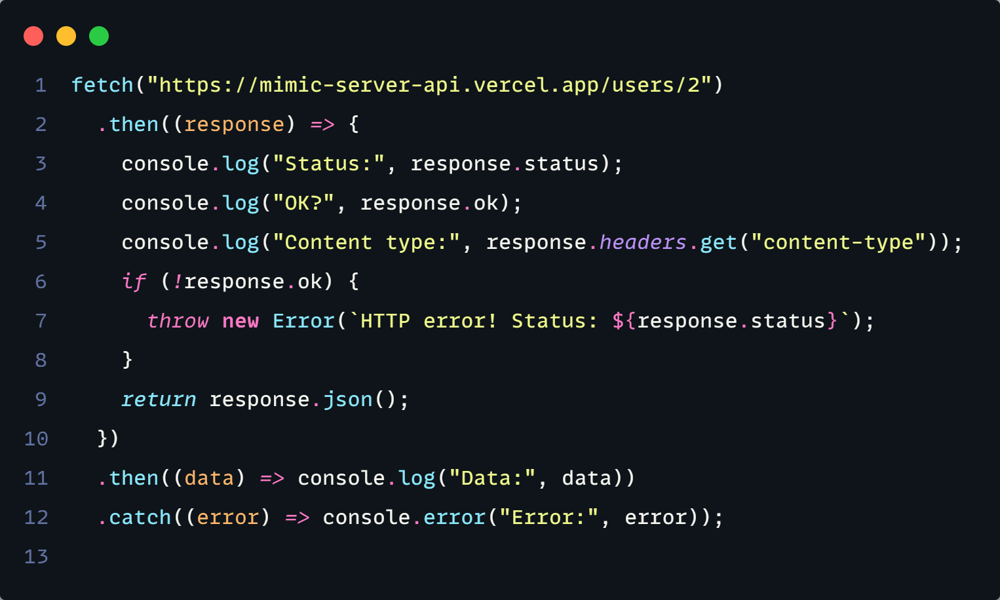 1 fetch("https://mimic-server-api.vercel.app/users/2")
2   .then((response) => {
3     console.log("Status:", response.status);
4     console.log("OK?", response.ok);
5     console.log("Content type:", response.headers.get("content-type"));
6     if (!response.ok) {
7       throw new Error(`HTTP error! Status: ${response.status}`);
8     }
9     return response.json();
10   })
11   .then((data) => console.log("Data:", data))
12   .catch((error) => console.error("Error:", error));
13